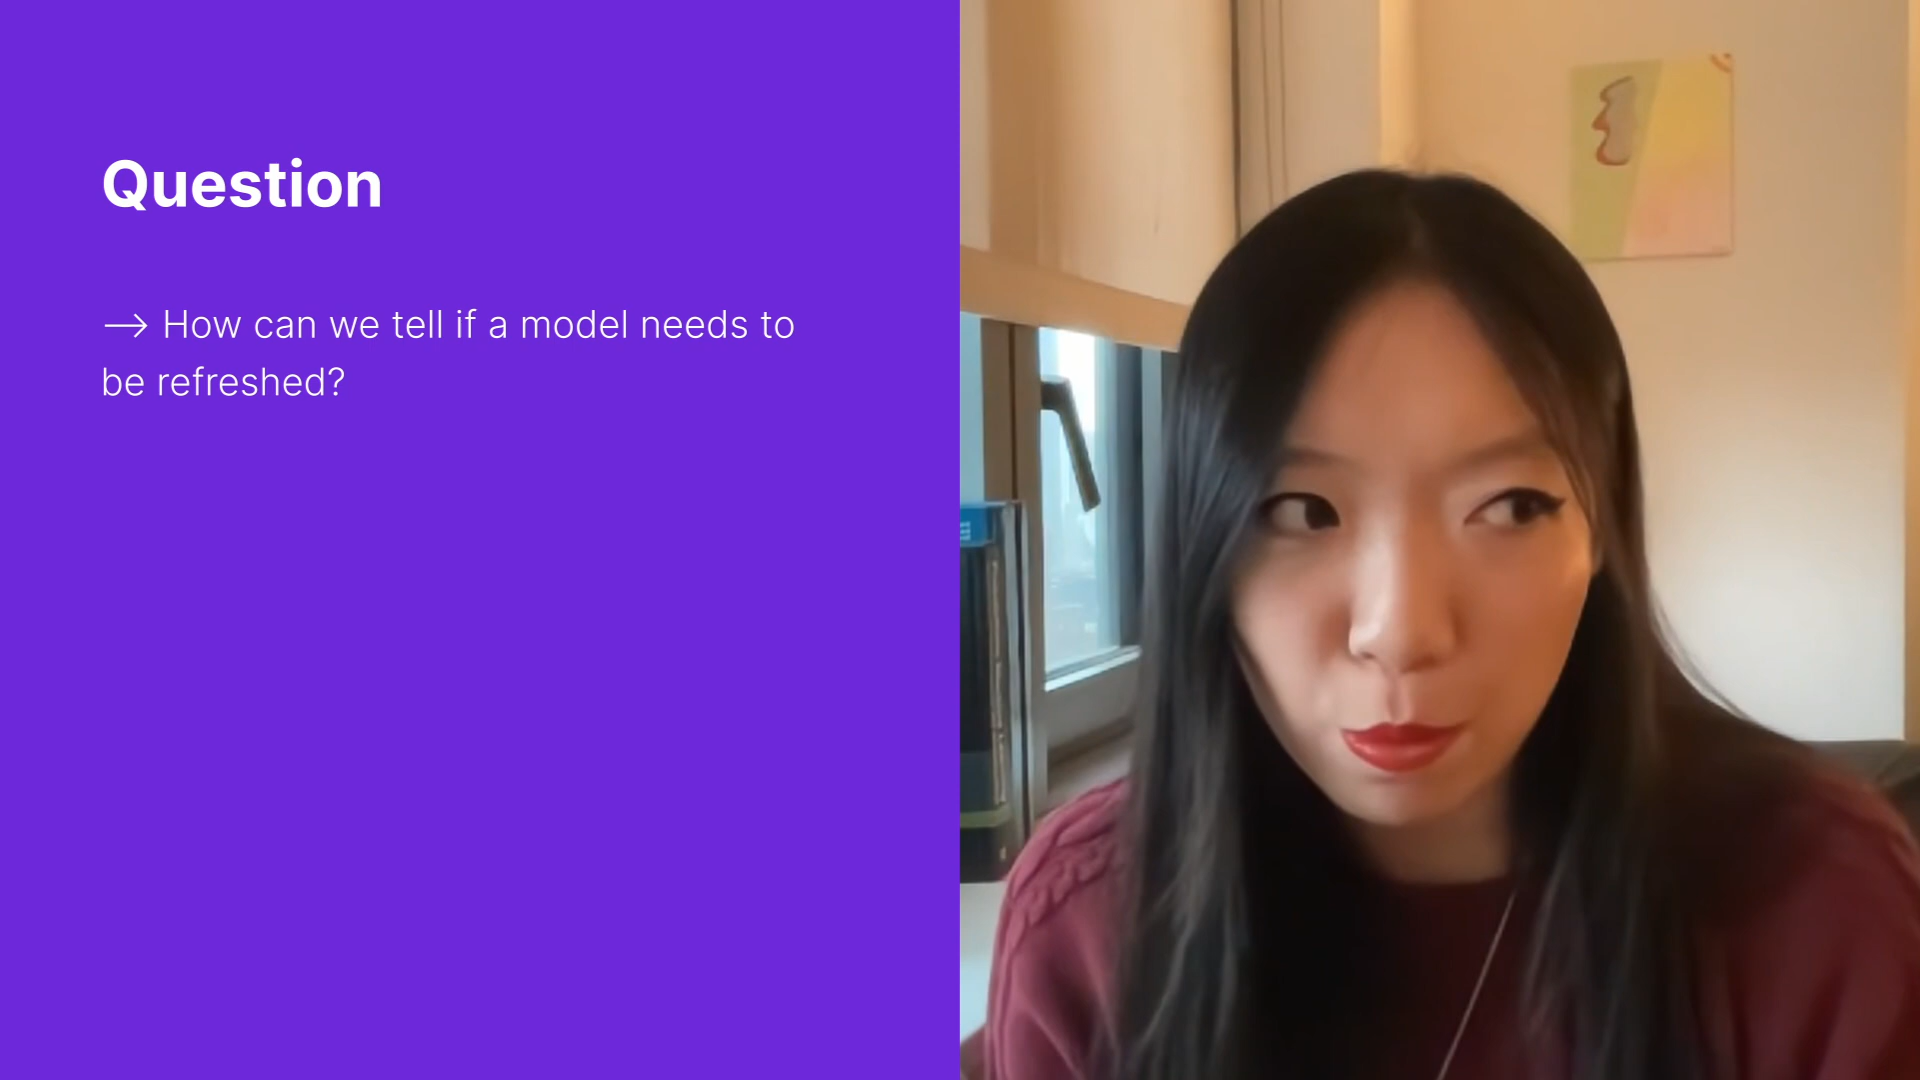 Question
→ How can we tell if a model needs to
be refreshed?